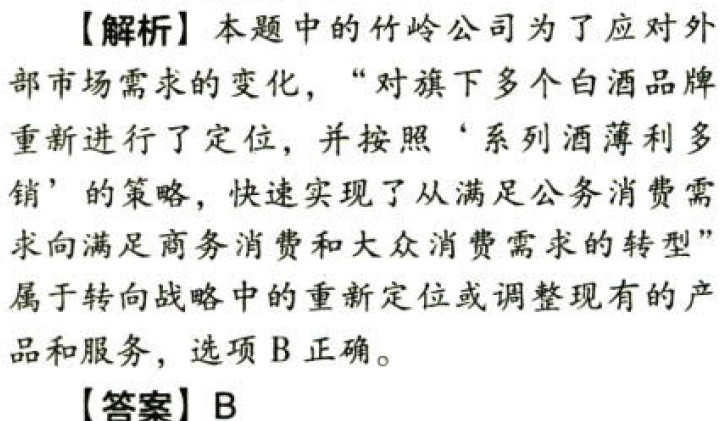 【解析】本题中的竹岭公司为了应对外
部市场需求的变化，“对旗下多个白酒品牌
重新进行了定位，并按照‘系列酒薄利多
销’的策略，快速实现了从满足公务消费需
求向满足商务消费和大众消费需求的转型”
属于转向战略中的重新定位或调整现有的产
品和服务，选项 B 正确。
【答案】B